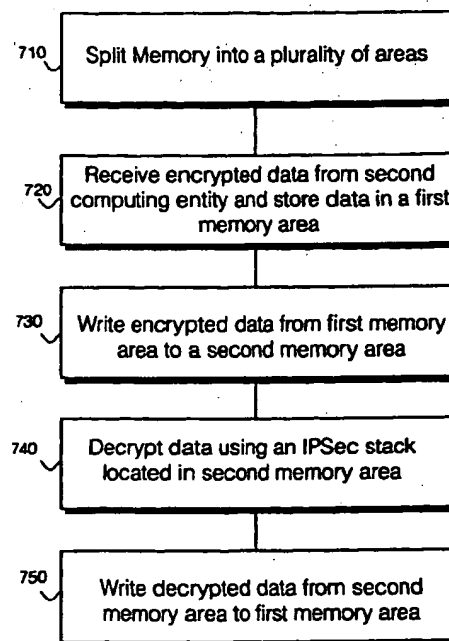 710
Split Memory into a plurality of areas
720
Receive encrypted data from second
computing entity and store data in a first
memory area
730
Write encrypted data from first memory
area to a second memory area
740
Decrypt data using an IPSec stack
located in second memory area
750
Write decrypted data from second
memory area to first memory area